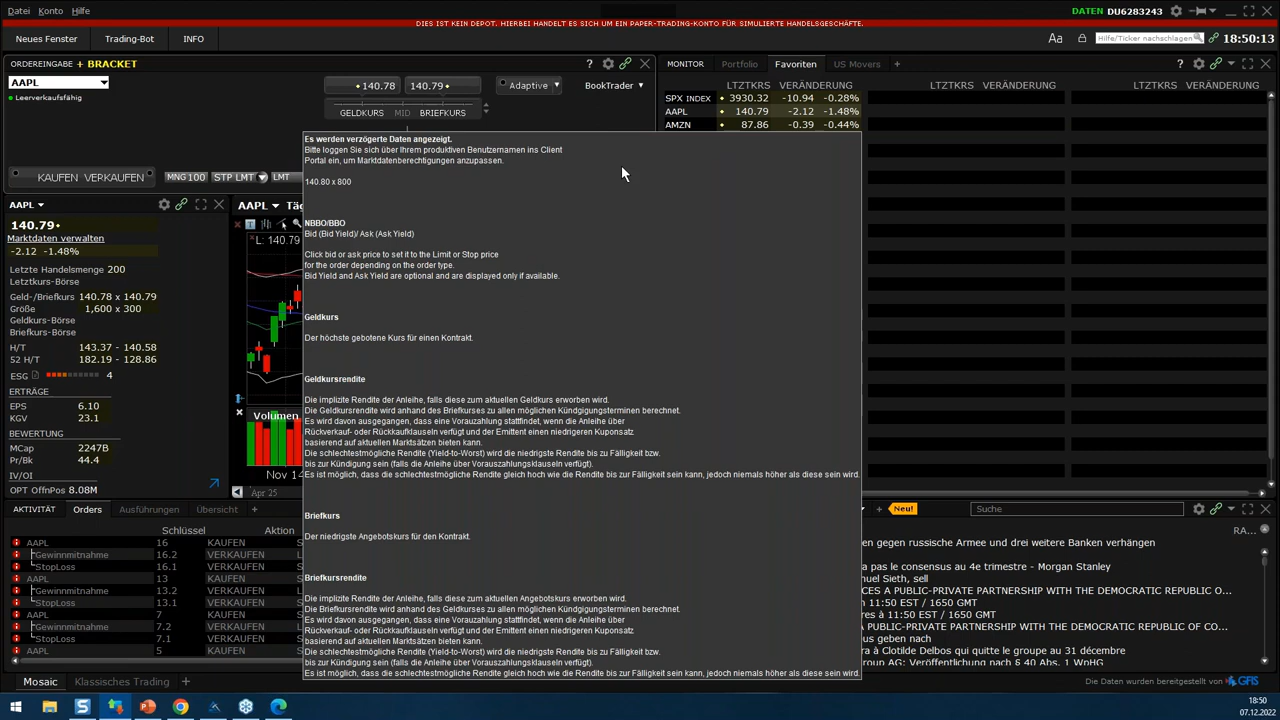 Datei Konto Hilfe
DATEN DU6283243
DIES IST KEIN DEPOT. HIERBEI HANDELT ES SICH UM EIN PAPER-TRADING-KONTO FÜR SIMULIERTE HANDELSGESCHÄFTE.
Neues Fenster Trading-Bot INFO
Aa Hilfe/Ticker nachschlagen 18:50:13
ORDEREINGABE + BRACKET ?
AAPL
Leerverkaufsfähig
140.78 140.79 Adaptive BookTrader
GELDKURS MID BRIEFKURS
KAUFEN VERKAUFEN MNG 100 STP LMT LMT
MONITOR Portfolio Favoriten US Movers + ?
LTZTKRS VERÄNDERUNG LTZTKRS VERÄNDERUNG LTZTKRS VERÄNDERUNG
SPX INDEX 3930.32 -10.94 -0.28%
AAPL 140.79 -2.12 -1.48%
AMZN 87.86 -0.39 -0.44%
Es werden verzögerte Daten angezeigt.
Bitte loggen Sie sich über Ihrem produktiven Benutzernamen ins Client
Portal ein, um Marktdatenberechtigungen anzupassen.
140.80 x 800
NBBO/BBO
Bid (Bid Yield)/ Ask (Ask Yield)
Click bid or ask price to set it to the Limit or Stop price
for the order depending on the order type.
Bid Yield and Ask Yield are optional and are displayed only if available.
Geldkurs
Der höchste gebotene Kurs für einen Kontrakt.
Geldkursrendite
Die implizite Rendite der Anleihe, falls diese zum aktuellen Geldkurs erworben wird.
Die Geldkursrendite wird anhand des Briefkurses zu allen möglichen Kündgigungsterminen berechnet.
Es wird davon ausgegangen, dass eine Vorauszahlung stattfindet, wenn die Anleihe über
Rückverkauf- oder Rückkaufklauseln verfügt und der Emittent einen niedrigeren Kuponsatz
basierend auf aktuellen Marktsätzen bieten kann.
Die schlechtestmögliche Rendite (Yield-to-Worst) wird die niedrigste Rendite bis zu Fälligkeit bzw.
bis zur Kündigung sein (falls die Anleihe über Vorauszahlungsklauseln verfügt).
Es ist möglich, dass die schlechtestmögliche Rendite gleich hoch wie die Rendite bis zur Fälligkeit sein kann, jedoch niemals höher als diese sein wird.
Briefkurs
Der niedrigste Angebotskurs für den Kontrakt.
Briefkursrendite
Die implizite Rendite der Anleihe, falls diese zum aktuellen Angebotskurs erworben wird.
Die Briefkursrendite wird anhand des Geldkurses zu allen möglichen Kündgigungsterminen berechnet.
Es wird davon ausgegangen, dass eine Vorauszahlung stattfindet, wenn die Anleihe über
Rückverkauf- oder Rückkaufklauseln verfügt und der Emittent einen niedrigeren Kuponsatz
basierend auf aktuellen Marktsätzen bieten kann.
Die schlechtestmögliche Rendite (Yield-to-Worst) wird die niedrigste Rendite bis zu Fälligkeit bzw.
bis zur Kündigung sein (falls die Anleihe über Vorauszahlungsklauseln verfügt).
Es ist möglich, dass die schlechtestmögliche Rendite gleich hoch wie die Rendite bis zur Fälligkeit sein kann, jedoch niemals höher als diese sein wird.
AAPL
140.79
Marktdaten verwalten
-2.12 -1.48%
Letzte Handelsmenge 200
Letztkurs-Börse
Geld-/Briefkurs 140.78 x 140.79
Größe 1,600 x 300
Geldkurs-Börse
Briefkurs-Börse
H/T 143.37 - 140.58
52 H/T 182.19 - 128.86
ESG 4
ERTRÄGE
EPS 6.10
KGV 23.1
BEWERTUNG
MCap 2247B
Pr/Bk 44.4
INDI
OPT OffnPos 8.08M
AAPL
L: 140.79
Volumen
Nov 14
Apr 25
AKTIVITÄT Orders Ausführungen Übersicht +
Schlüssel Aktion
AAPL 16 KAUFEN
Gewinnmitnahme 16.2 VERKAUFEN
StopLoss 16.1 VERKAUFEN
AAPL 13 KAUFEN
Gewinnmitnahme 13.2 VERKAUFEN
StopLoss 13.1 VERKAUFEN
AAPL 7 KAUFEN
Gewinnmitnahme 7.2 VERKAUFEN
StopLoss 7.1 VERKAUFEN
AAPL 5 KAUFEN
+ Neu! Suche
RA...
en gegen russische Armee und drei weitere Banken verhängen
a pas le consensus au 4e trimestre - Morgan Stanley
nuel Sieth, sell
CES A PUBLIC-PRIVATE PARTNERSHIP WITH THE DEMOCRATIC REPUBLIC O...
n 11:50 EST / 1650 GMT
A PUBLIC-PRIVATE PARTNERSHIP WITH THE DEMOCRATIC REPUBLIC OF CO...
es à 11:50 EST / 1650 GMT
us geben nach
ra à Clotilde Delbos qui quitte le groupe au 31 décembre
roup AG: Veröffentlichung nach § 40 Abs. 1 WpHG
Mosaic Klassisches Trading
Die Daten wurden bereitgestellt von GFIS
18:50
07.12.2022